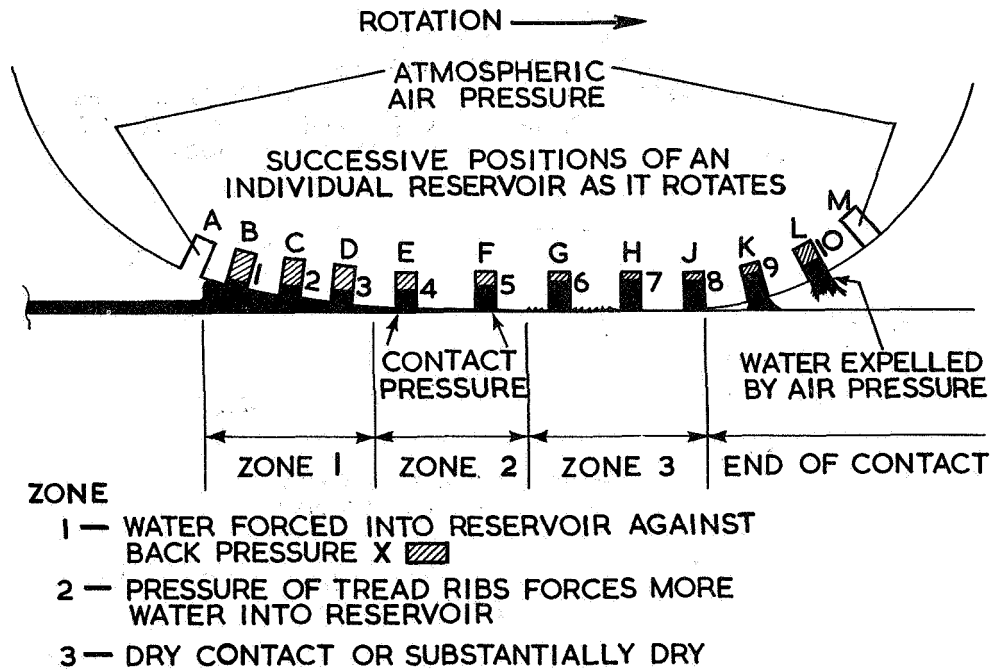 ROTATION
ATMOSPHERIC
AIR PRESSURE
SUCCESSIVE POSITIONS OF AN
INDIVIDUAL RESERVOIR AS IT ROTATES
A B C D E F G H J K L M
1 2 3 4 5 6 7 8 9 10
CONTACT
PRESSURE
WATER EXPELLED
BY AIR PRESSURE
ZONE 1 ZONE 2 ZONE 3 END OF CONTACT
ZONE
1 — WATER FORCED INTO RESERVOIR AGAINST
BACK PRESSURE X
2 — PRESSURE OF TREAD RIBS FORCES MORE
WATER INTO RESERVOIR
3 — DRY CONTACT OR SUBSTANTIALLY DRY